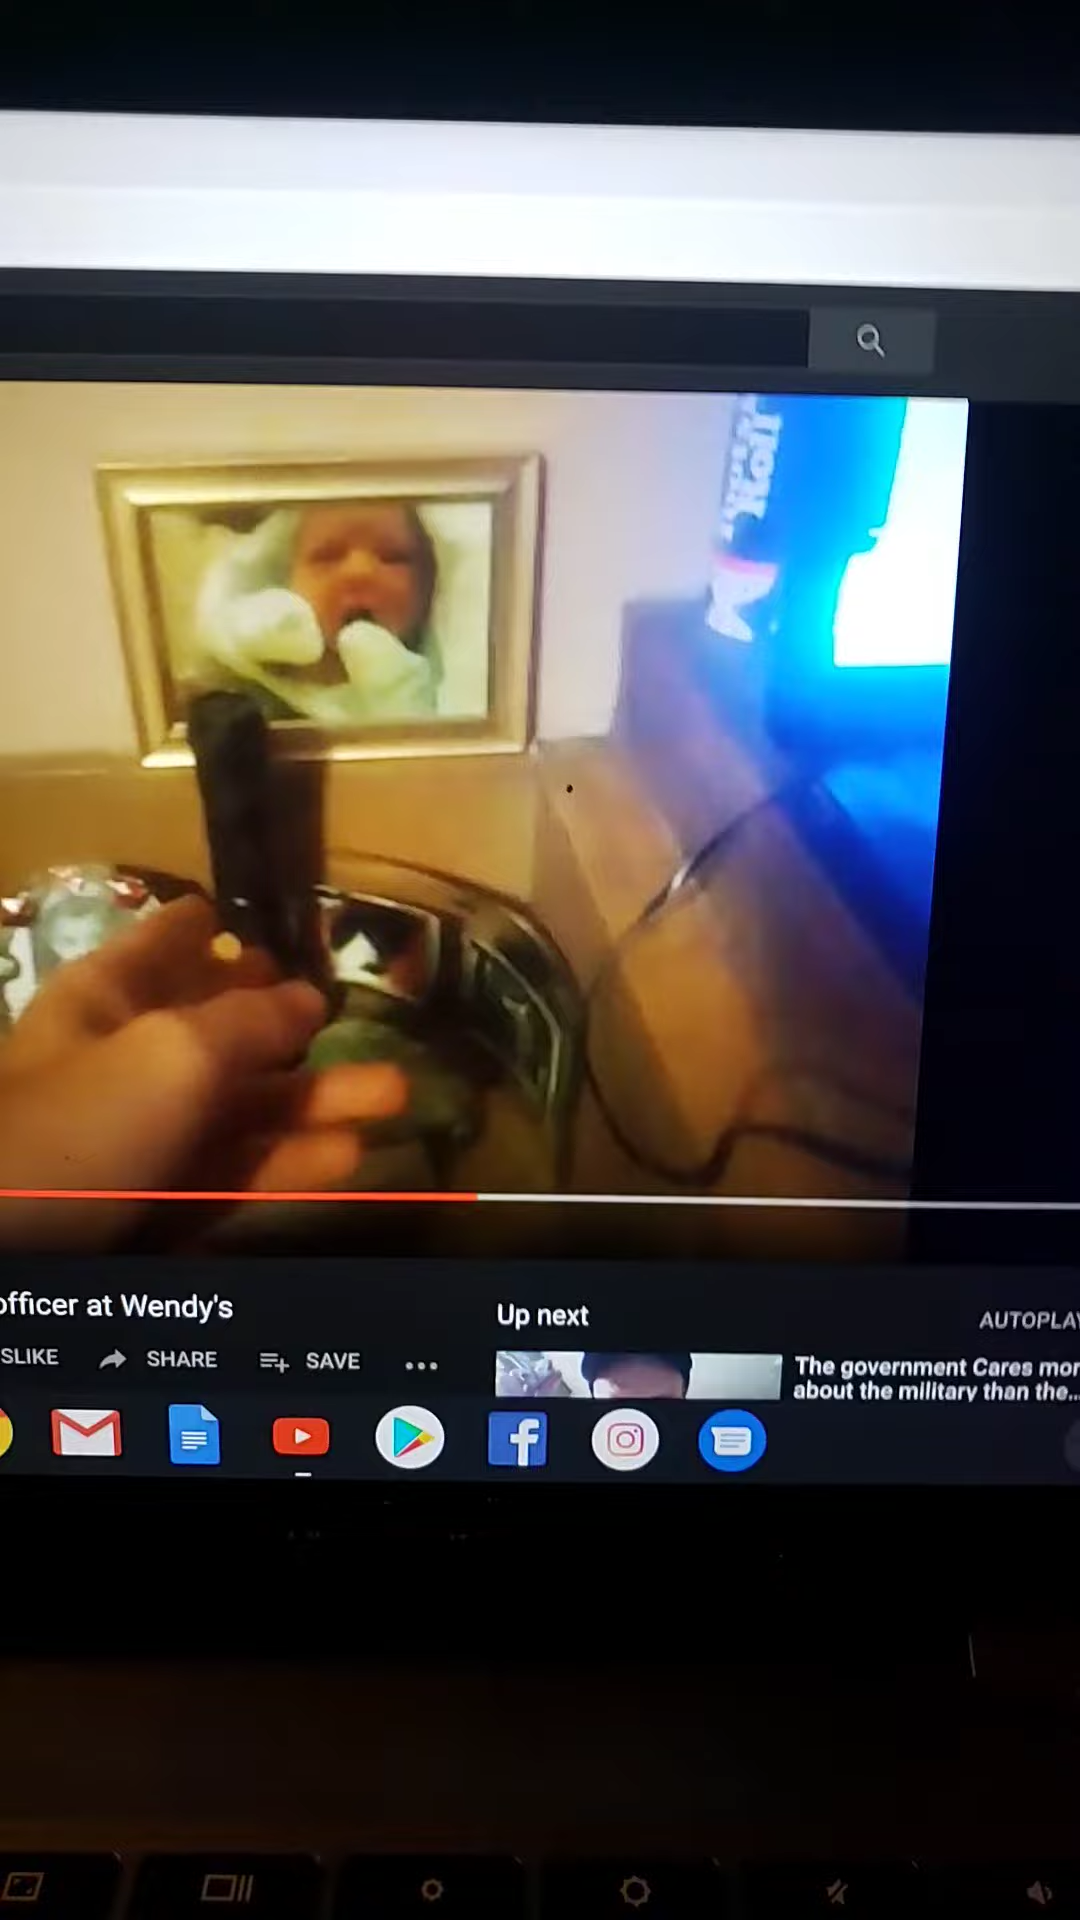 officer at Wendy's
SLIKE
SHARE
SAVE
Up next
AUTOPLAY
The government Cares mor
about the military than the...